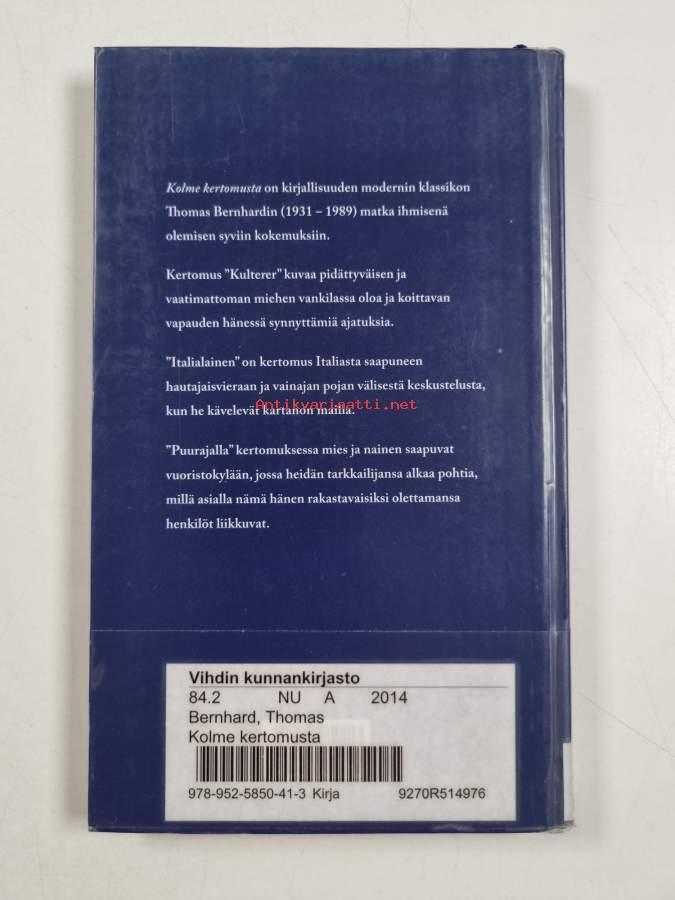 Kolme kertomusta on kirjallisuuden modernin klassikon
Thomas Bernhardin (1931 – 1989) matka ihmisenä
olemisen syviin kokemuksiin.
Kertomus ”Kulterer” kuvaa pidättyväisen ja
vaatimattoman miehen vankilassa oloa ja koittavan
vapauden hänessä synnyttämiä ajatuksia.
”Italialainen” on kertomus Italiasta saapuneen
hautajaisvieraan ja vainajan pojan välisestä keskustelusta,
kun he kävelevät kartanon mailla.
Antikvariaatti.net
”Puurajalla” kertomuksessa mies ja nainen saapuvat
vuoristokylään, jossa heidän tarkkailijansa alkaa pohtia,
millä asialla nämä hänen rakastavaisiksi olettamansa
henkilöt liikkuvat.
Vihdin kunnankirjasto
84.2 NU A 2014
Bernhard, Thomas
Kolme kertomusta
978-952-5850-41-3 Kirja 9270R514976